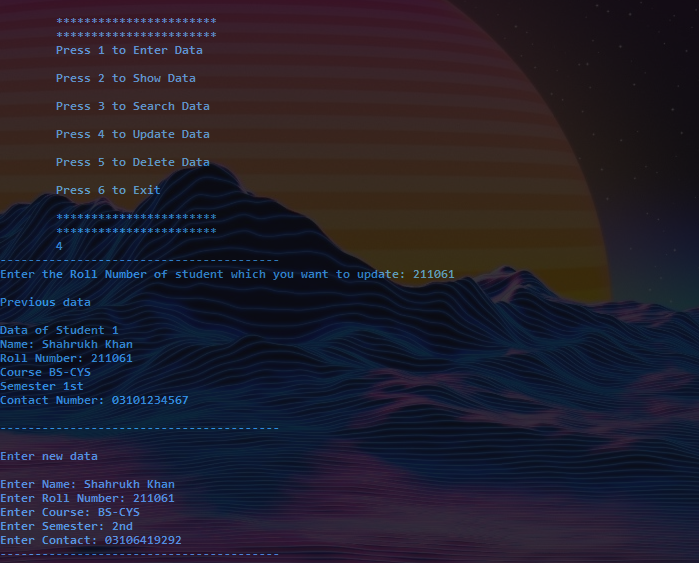 ***********************
***********************
Press 1 to Enter Data
Press 2 to Show Data
Press 3 to Search Data
Press 4 to Update Data
Press 5 to Delete Data
Press 6 to Exit
***********************
***********************
4
----------------------------------------
Enter the Roll Number of student which you want to update: 211061
Previous data
Data of Student 1
Name: Shahrukh Khan
Roll Number: 211061
Course BS-CYS
Semester 1st
Contact Number: 03101234567
----------------------------------------
Enter new data
Enter Name: Shahrukh Khan
Enter Roll Number: 211061
Enter Course: BS-CYS
Enter Semester: 2nd
Enter Contact: 03106419292
----------------------------------------